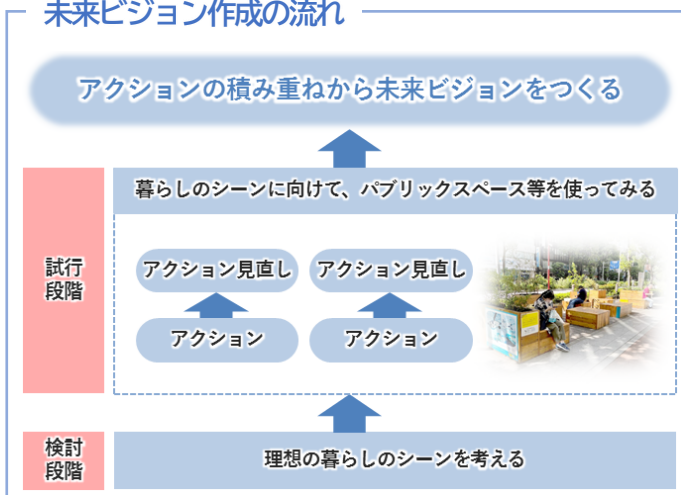 未来ビジョン作成の流れ
アクションの積み重ねから未来ビジョンをつくる
暮らしのシーンに向けて、パブリックスペース等を使ってみる
試行
段階
アクション見直し
アクション見直し
アクション
アクション
検討
段階
理想の暮らしのシーンを考える